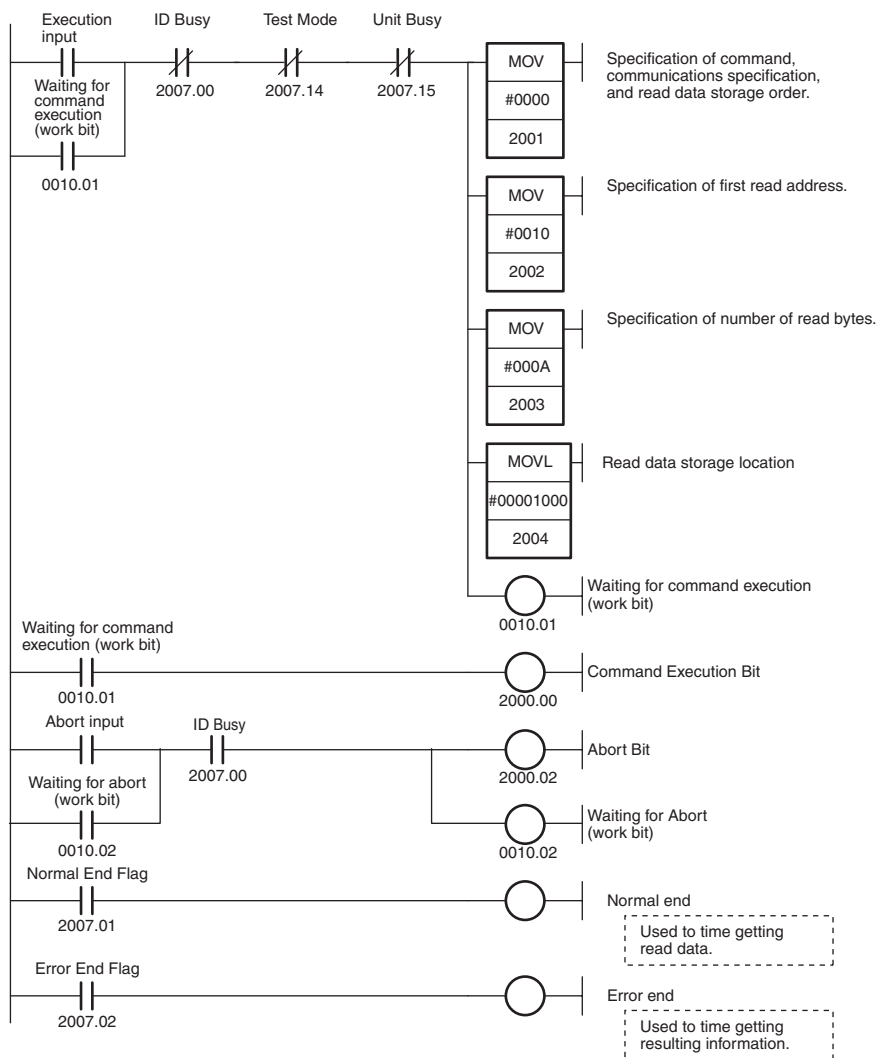 Execution
input
ID Busy
Test Mode
Unit Busy
2007.00
2007.14
2007.15
MOV
#0000
2001
Specification of command,
communications specification,
and read data storage order.
Waiting for
command
execution
(work bit)
0010.01
MOV
#0010
2002
Specification of first read address.
MOV
#000A
2003
Specification of number of read bytes.
MOVL
#00001000
2004
Read data storage location
Waiting for command execution
(work bit)
0010.01
Waiting for command
execution (work bit)
0010.01
Command Execution Bit
2000.00
Abort input
ID Busy
2007.00
Abort Bit
2000.02
Waiting for abort
(work bit)
0010.02
Waiting for Abort
(work bit)
0010.02
Normal End Flag
2007.01
Normal end
Used to time getting
read data.
Error End Flag
2007.02
Error end
Used to time getting
resulting information.